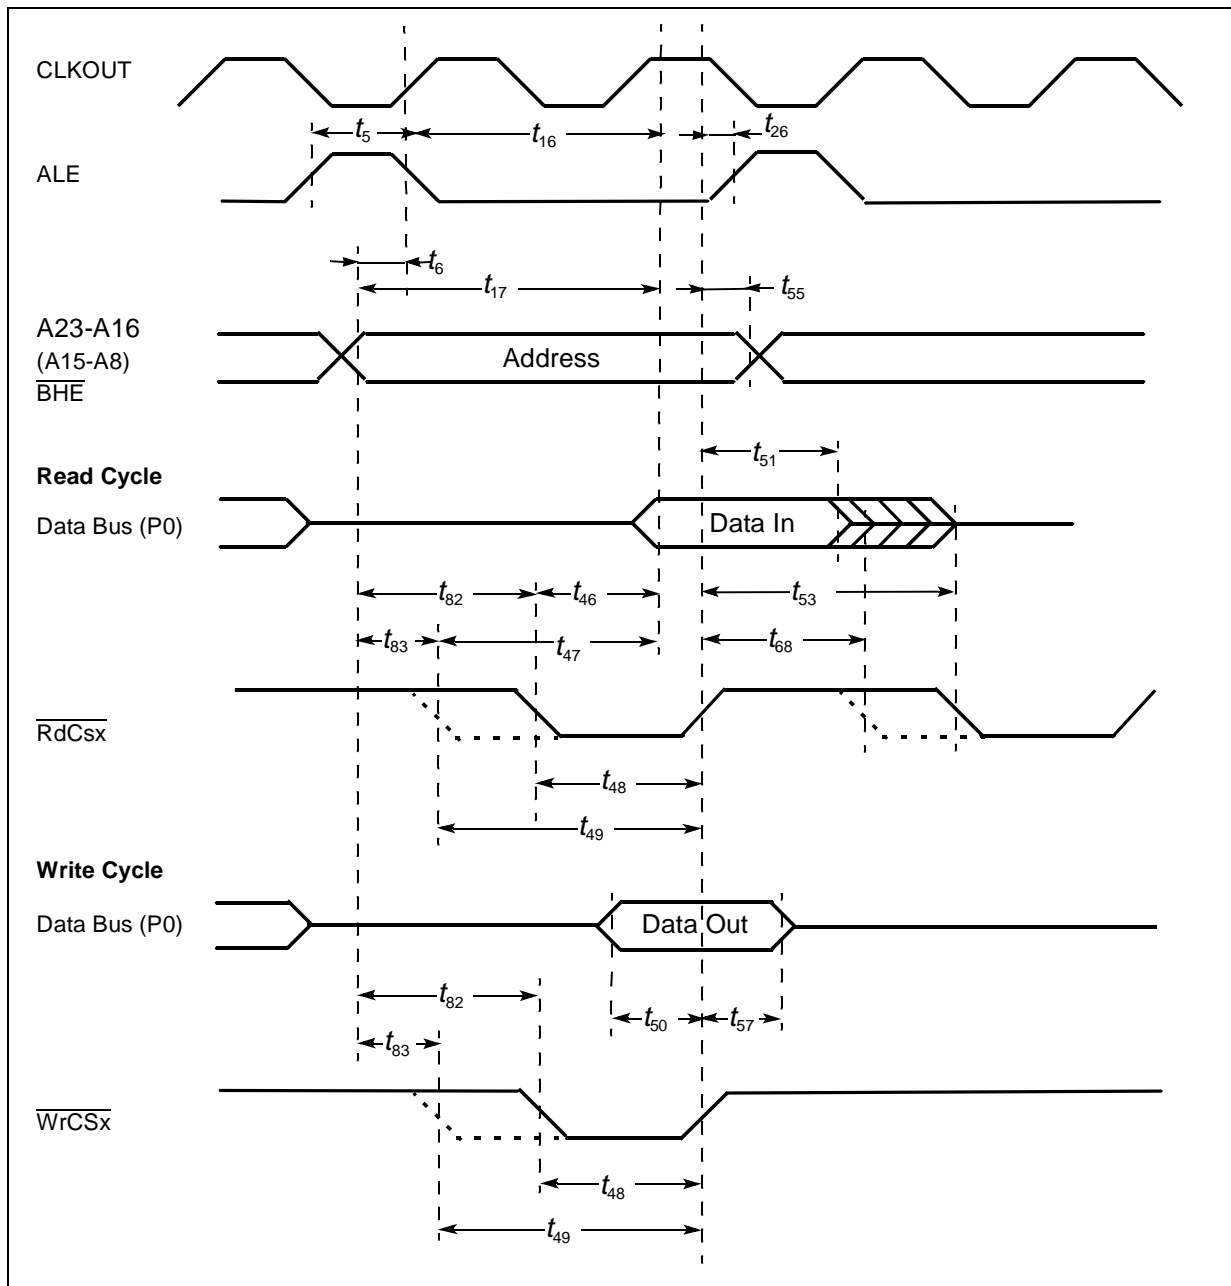 CLKOUT
t5
t16
t26
ALE
t6
t17
t55
A23-A16
(A15-A8)
BHE
Address
t51
Read Cycle
Data Bus (P0)
Data In
t82
t46
t53
t83
t47
t68
RdCsx
t48
t49
Write Cycle
Data Bus (P0)
Data Out
t82
t50
t57
t83
WrCSx
t48
t49